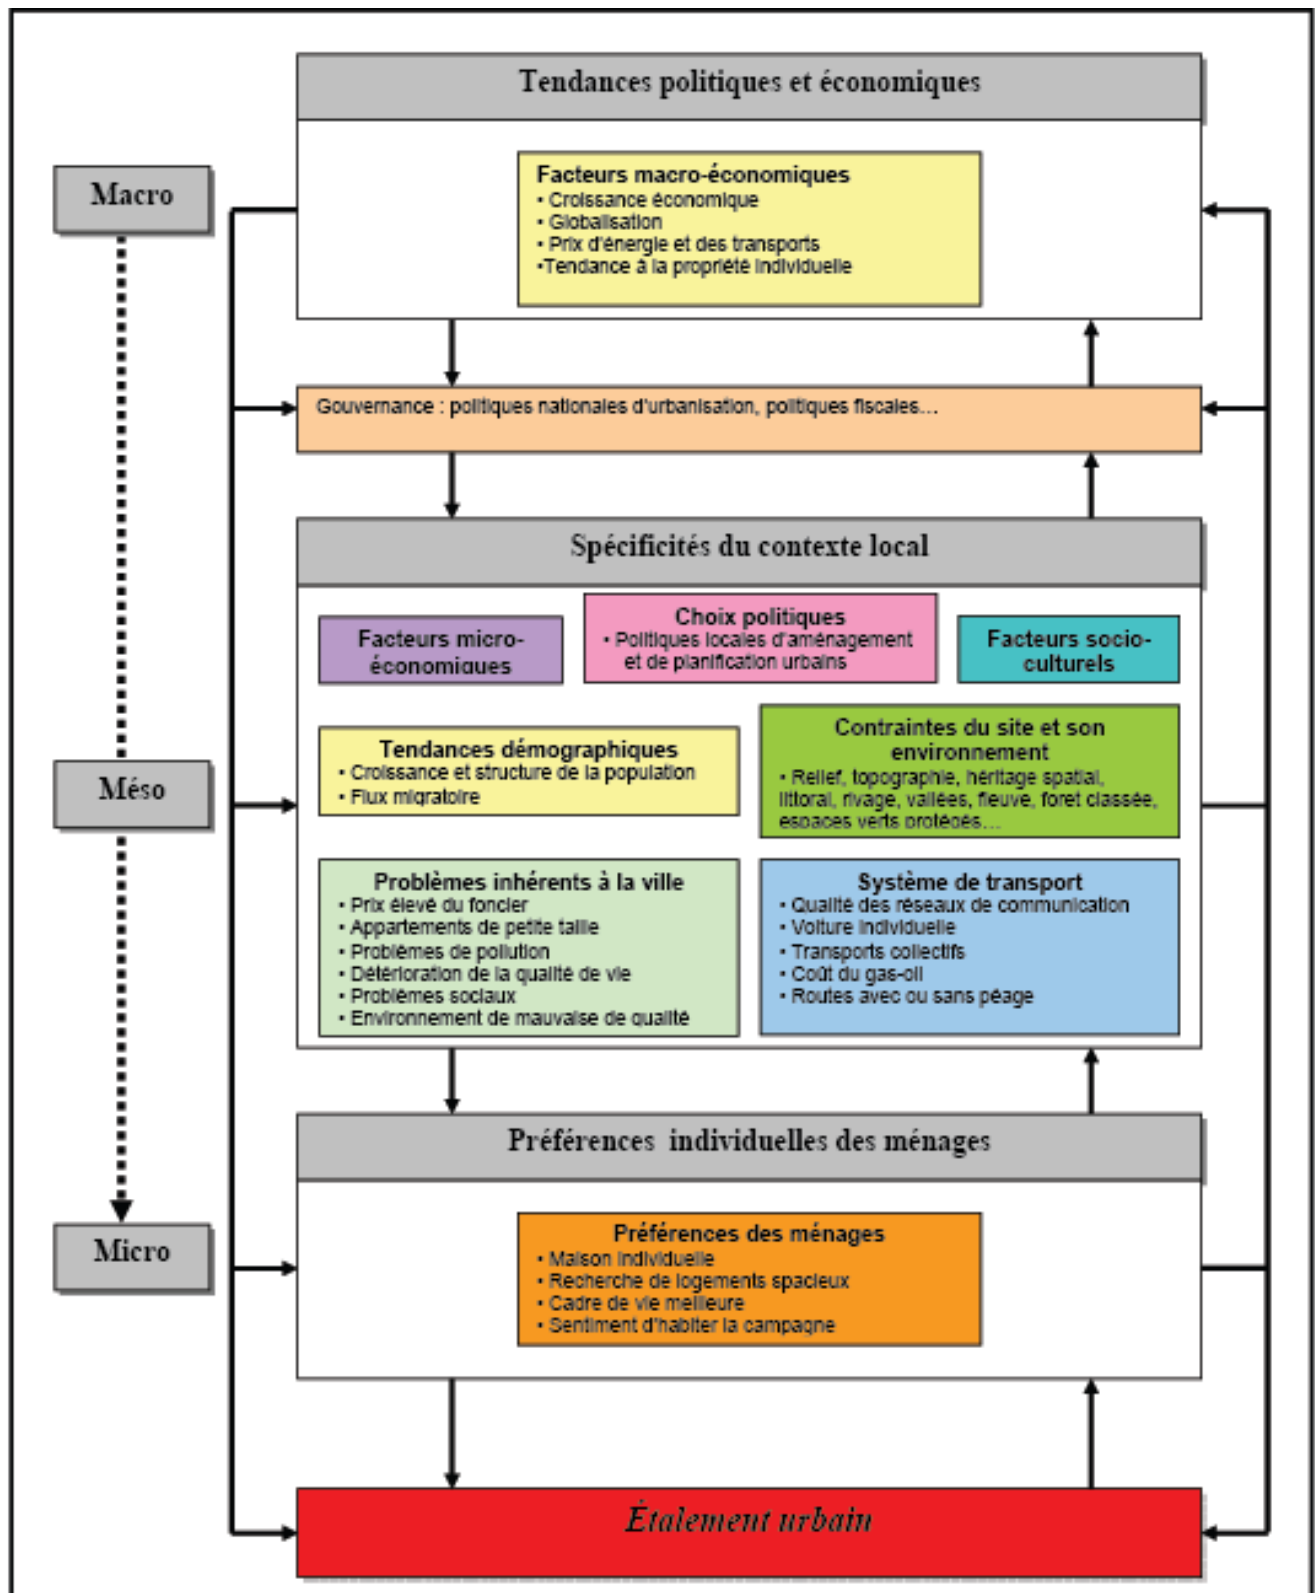 Tendances politiques et économiques
Macro
Facteurs macro-économiques
• Croissance économique
• Globalisation
• Prix d'énergie et des transports
•Tendance à la propriété individuelle
Gouvernance : politiques nationales d'urbanisation, politiques fiscales...
Spécificités du contexte local
Facteurs micro-
économiques
Choix politiques
• Politiques locales d'aménagement
et de planification urbains
Facteurs socio-
culturels
Méso
Tendances démographiques
• Croissance et structure de la population
• Flux migratoire
Contraintes du site et son
environnement
• Relief, topographie, héritage spatial,
littoral, rivage, vallées, fleuve, foret classée,
espaces verts protégés...
Problèmes inhérents à la ville
• Prix élevé du foncier
• Appartements de petite taille
• Problèmes de pollution
• Détérioration de la qualité de vie
• Problèmes sociaux
• Environnement de mauvaise de qualité
Système de transport
• Qualité des réseaux de communication
• Voiture individuelle
• Transports collectifs
• Coût du gas-oil
• Routes avec ou sans péage
Préférences individuelles des ménages
Micro
Préférences des ménages
• Maison individuelle
• Recherche de logements spacieux
• Cadre de vie meilleure
• Sentiment d'habiter la campagne
Étalement urbain